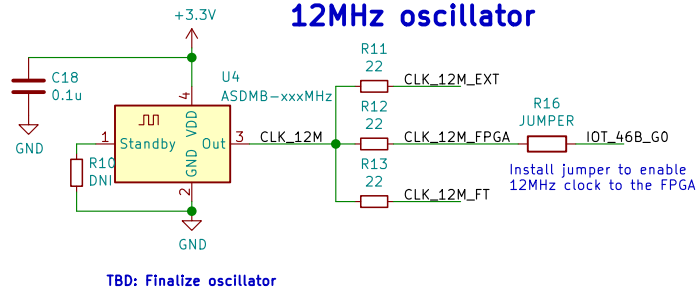 12MHz oscillator
+3.3V
C18
0.1u
GND
U4
ASDMB-xxxMHz
4
VDD
1
Standby
Out
3
GND
2
R10
DNI
GND
CLK_12M
R11
22
CLK_12M_EXT
R12
22
CLK_12M_FPGA
R13
22
CLK_12M_FT
R16
JUMPER
IOT_46B_G0
Install jumper to enable
12MHz clock to the FPGA
TBD: Finalize oscillator